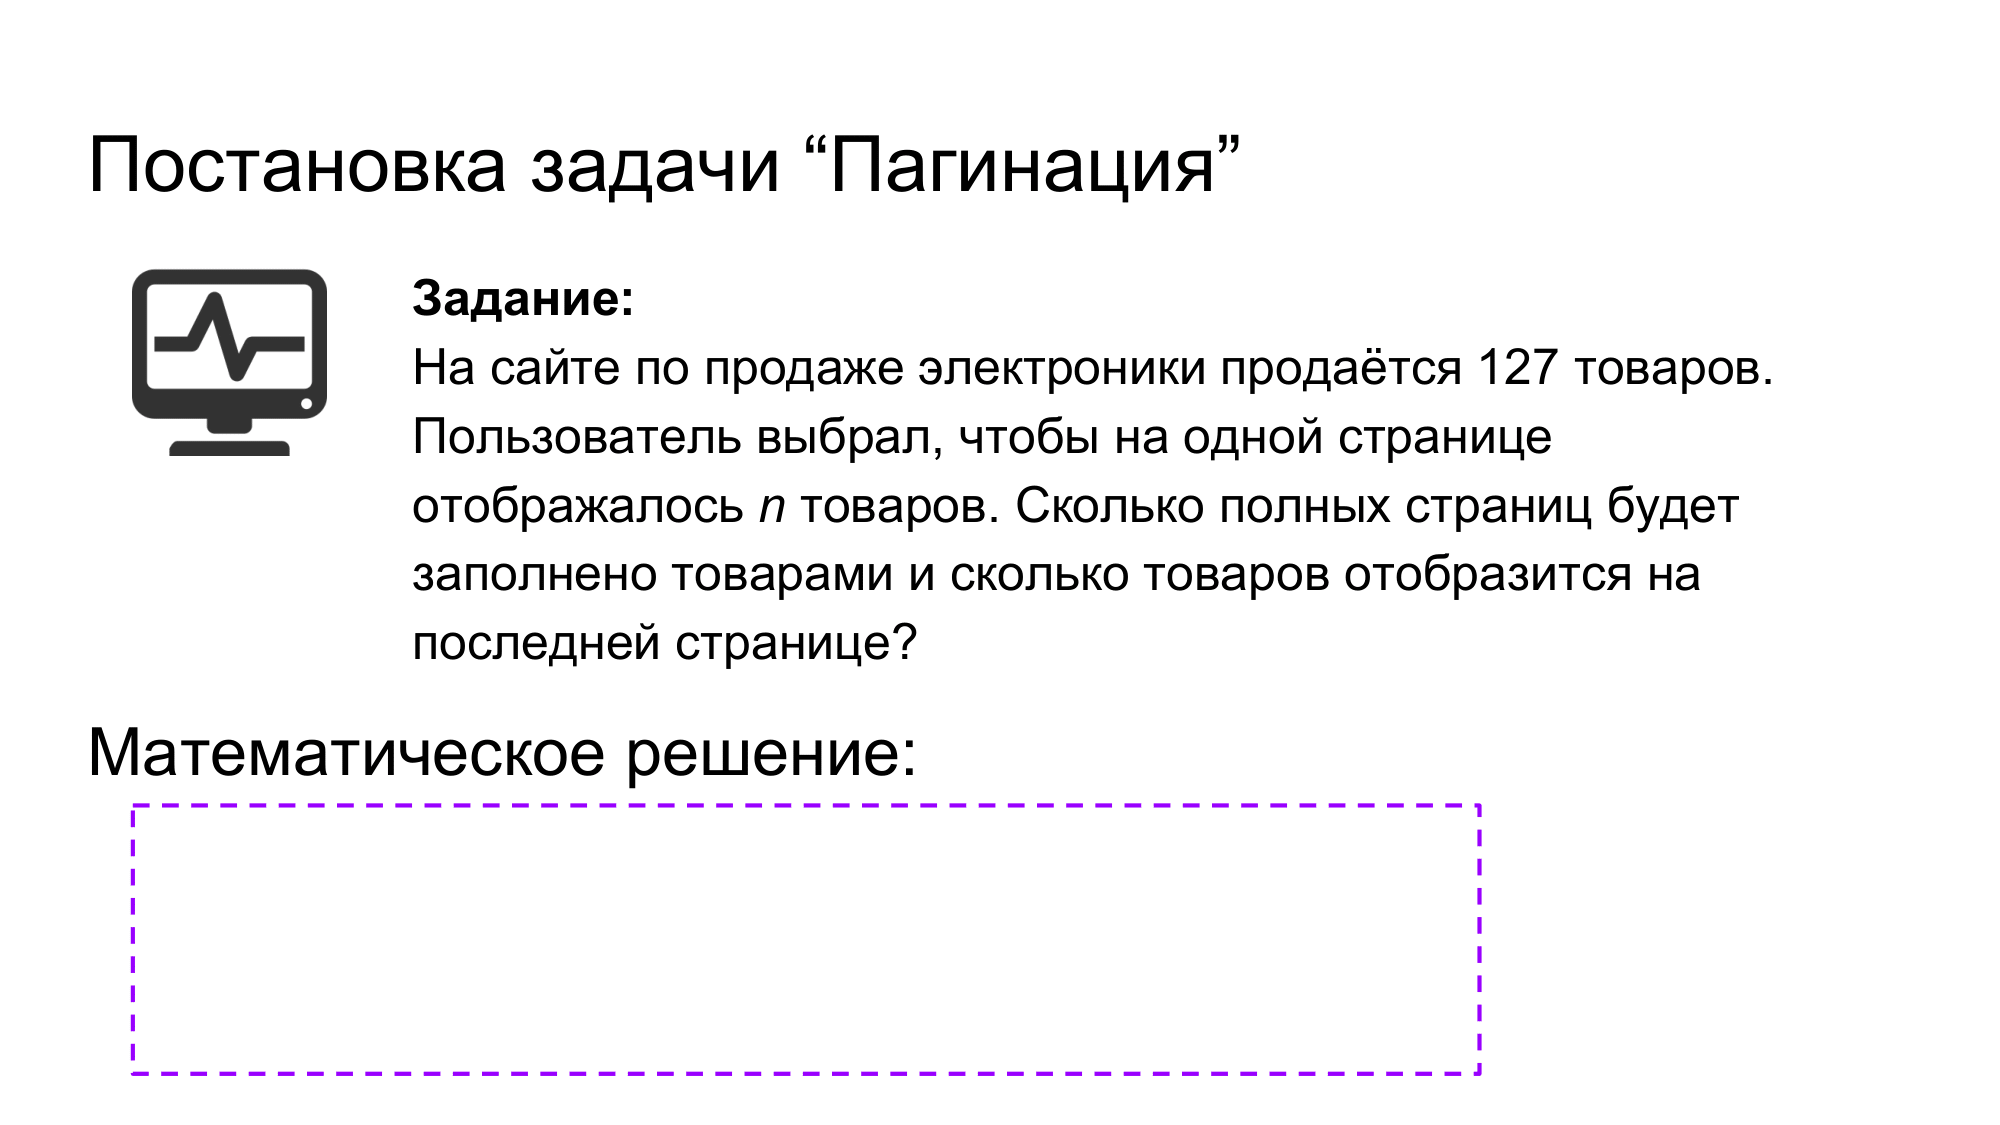 Постановка задачи “Пагинация”
Задание:
На сайте по продаже электроники продаётся 127 товаров.
Пользователь выбрал, чтобы на одной странице
отображалось n товаров. Сколько полных страниц будет
заполнено товарами и сколько товаров отобразится на
последней странице?
Математическое решение: